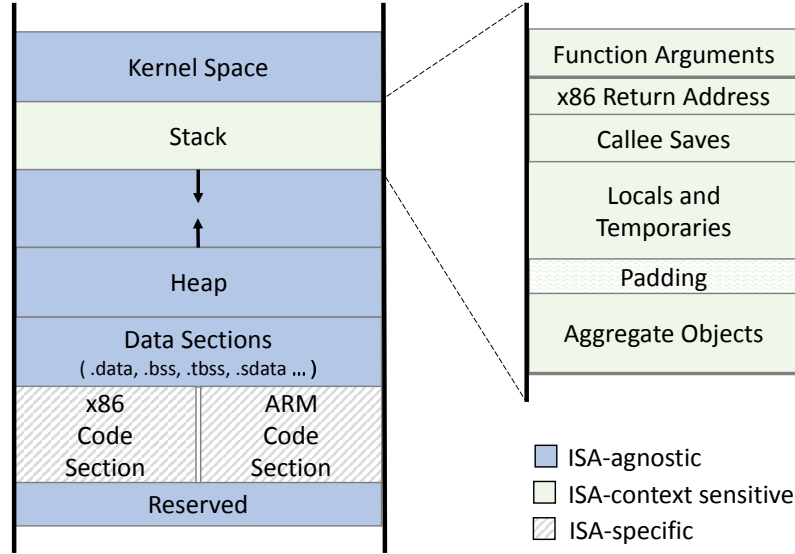 Kernel Space
Stack
Heap
Data Sections
( .data, .bss, .tbss, .sdata ... )
x86
Code
Section
ARM
Code
Section
Reserved
Function Arguments
x86 Return Address
Callee Saves
Locals and
Temporaries
Padding
Aggregate Objects
ISA-agnostic
ISA-context sensitive
ISA-specific